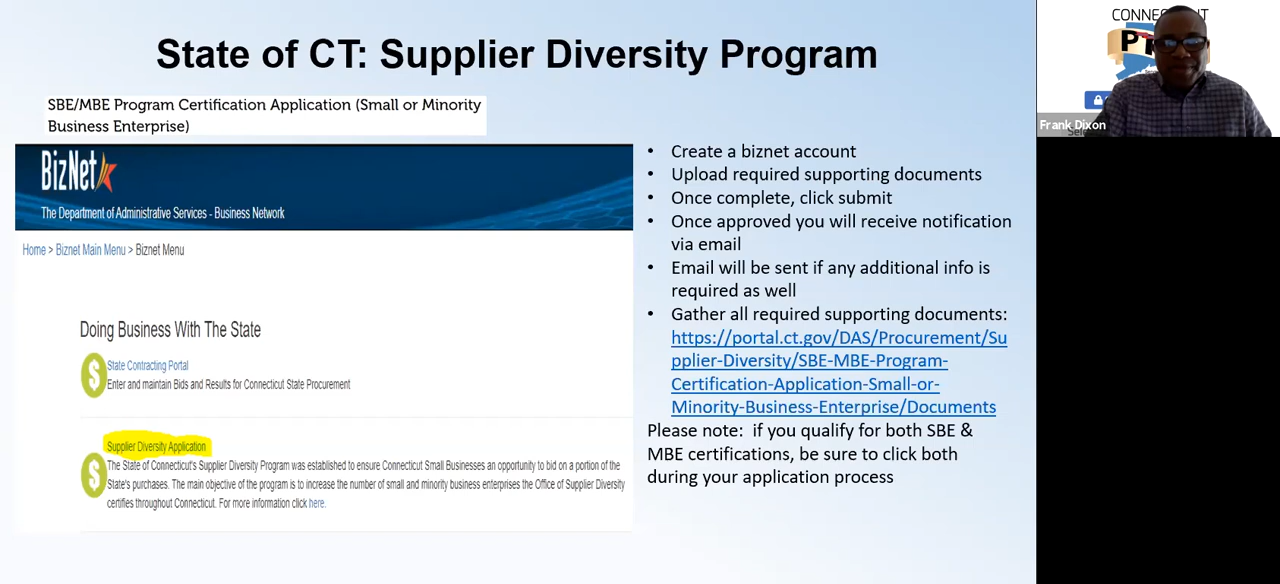 State of CT: Supplier Diversity Program
SBE/MBE Program Certification Application (Small or Minority
Business Enterprise)
BizNet
The Department of Administrative Services - Business Network
Home > Biznet Main Menu > Biznet Menu
Doing Business With The State
State Contracting Portal
Enter and maintain Bids and Results for Connecticut State Procurement
Supplier Diversity Application
The State of Connecticut's Supplier Diversity Program was established to ensure Connecticut Small Businesses an opportunity to bid on a portion of the
State's purchases. The main objective of the program is to increase the number of small and minority business enterprises the Office of Supplier Diversity
certifies throughout Connecticut. For more information click here.
• Create a biznet account
• Upload required supporting documents
• Once complete, click submit
• Once approved you will receive notification
via email
• Email will be sent if any additional info is
required as well
• Gather all required supporting documents:
https://portal.ct.gov/DAS/Procurement/Su
pplier-Diversity/SBE-MBE-Program-
Certification-Application-Small-or-
Minority-Business-Enterprise/Documents
Please note:  if you qualify for both SBE &
MBE certifications, be sure to click both
during your application process
Frank Dixon